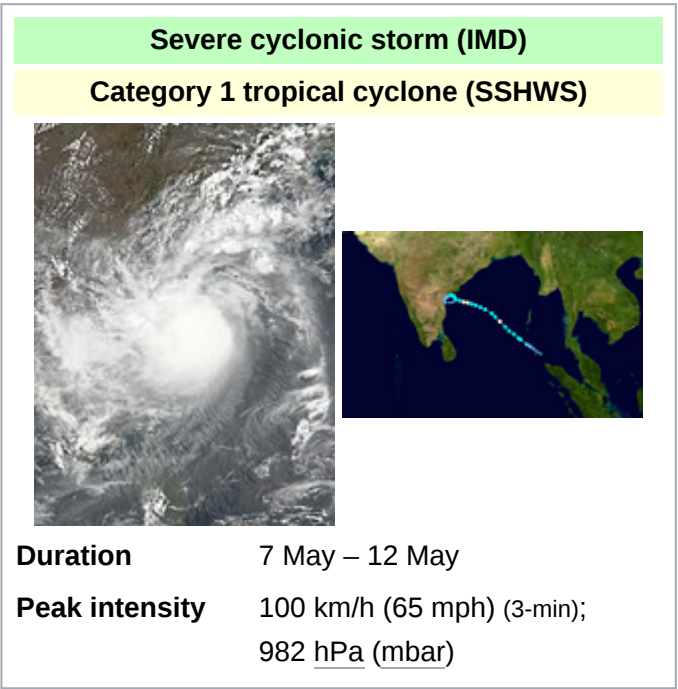 Severe cyclonic storm (IMD)
Category 1 tropical cyclone (SSHWS)
Duration 7 May – 12 May
Peak intensity 100 km/h (65 mph) (3-min);
982 hPa (mbar)